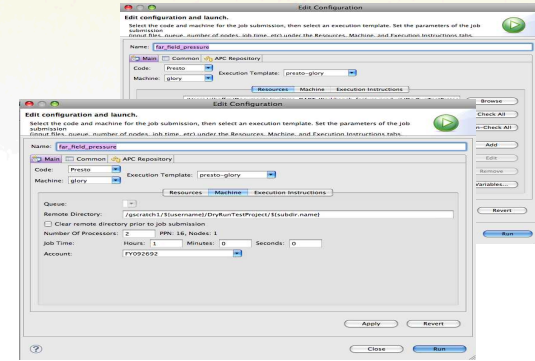 Edit Configuration
Edit configuration and launch.
Select the code and machine for the job submission, then select an execution template. Set the parameters of the job submission
(input files, queue, number of nodes, job time, etc) under the Resources, Machine, and Execution Instructions tabs.
Name: far_field_pressure
Main Common APC Repository
Code: Presto
Execution Template: presto-glory
Machine: glory
Resources Machine Execution Instructions
Browse
Check All
n-Check All
Add
Edit
Remove
Variables...
Revert
Run
Edit Configuration
Edit configuration and launch.
Select the code and machine for the job submission, then select an execution template. Set the parameters of the job
submission
(input files, queue, number of nodes, job time, etc) under the Resources, Machine, and Execution Instructions tabs.
Name: far_field_pressure
Main Common APC Repository
Code: Presto
Execution Template: presto-glory
Machine: glory
Resources Machine Execution Instructions
Queue:
Remote Directory: /gscratch1/${username}/DryRunTestProject/${subdir.name}
Clear remote directory prior to job submission
Number Of Processors: 2 PPN: 16, Nodes: 1
Job Time: Hours: 1 Minutes: 0 Seconds: 0
Account: FY092692
Apply Revert
? Close Run